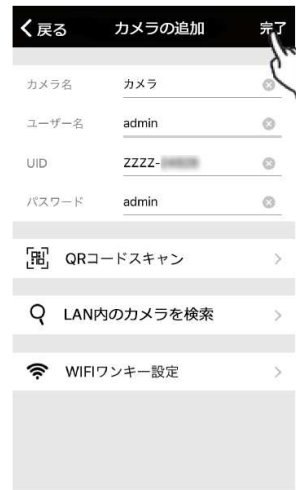 戻る カメラの追加 完了
カメラ名 カメラ
ユーザー名 admin
UID ZZZZ-
パスワード admin
QRコードスキャン
LAN内のカメラを検索
WIFIワンキー設定